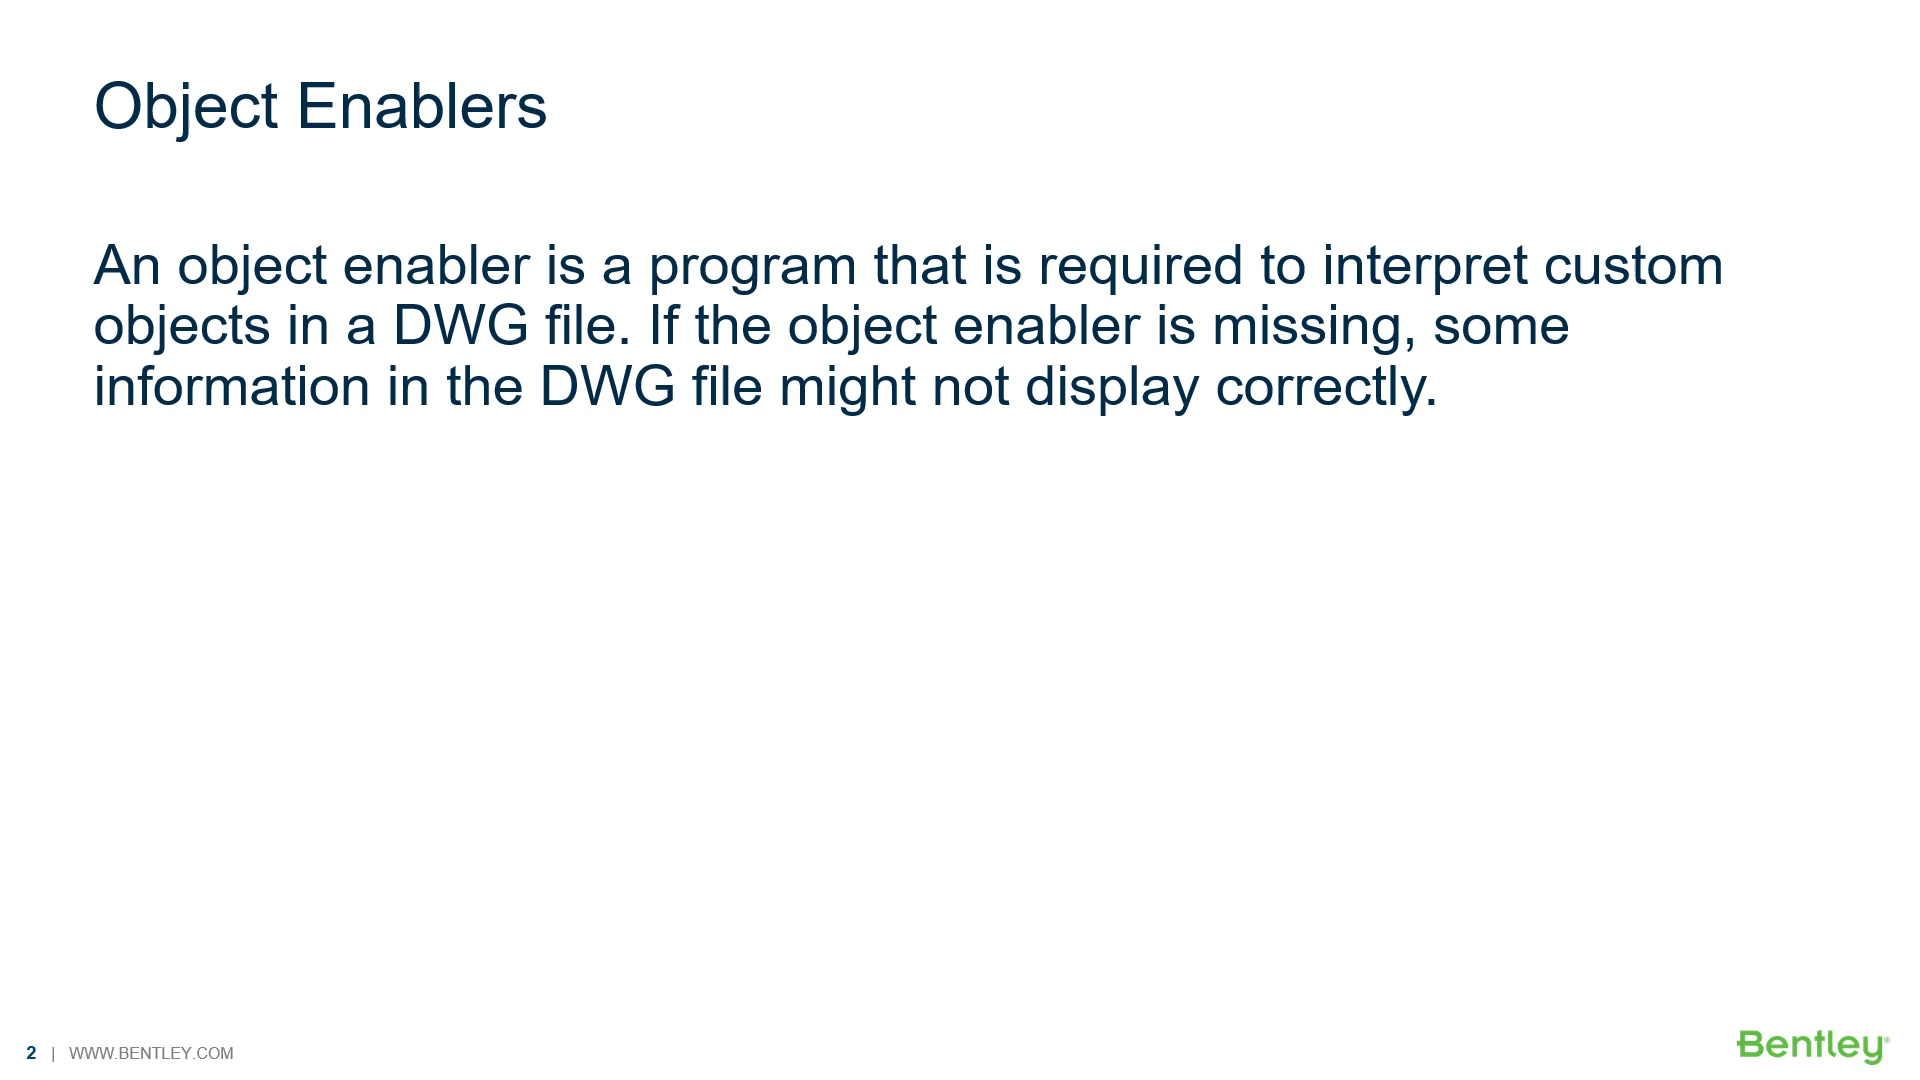 Object Enablers
An object enabler is a program that is required to interpret custom
objects in a DWG file. If the object enabler is missing, some
information in the DWG file might not display correctly.
2 | WWW.BENTLEY.COM
Bentley®